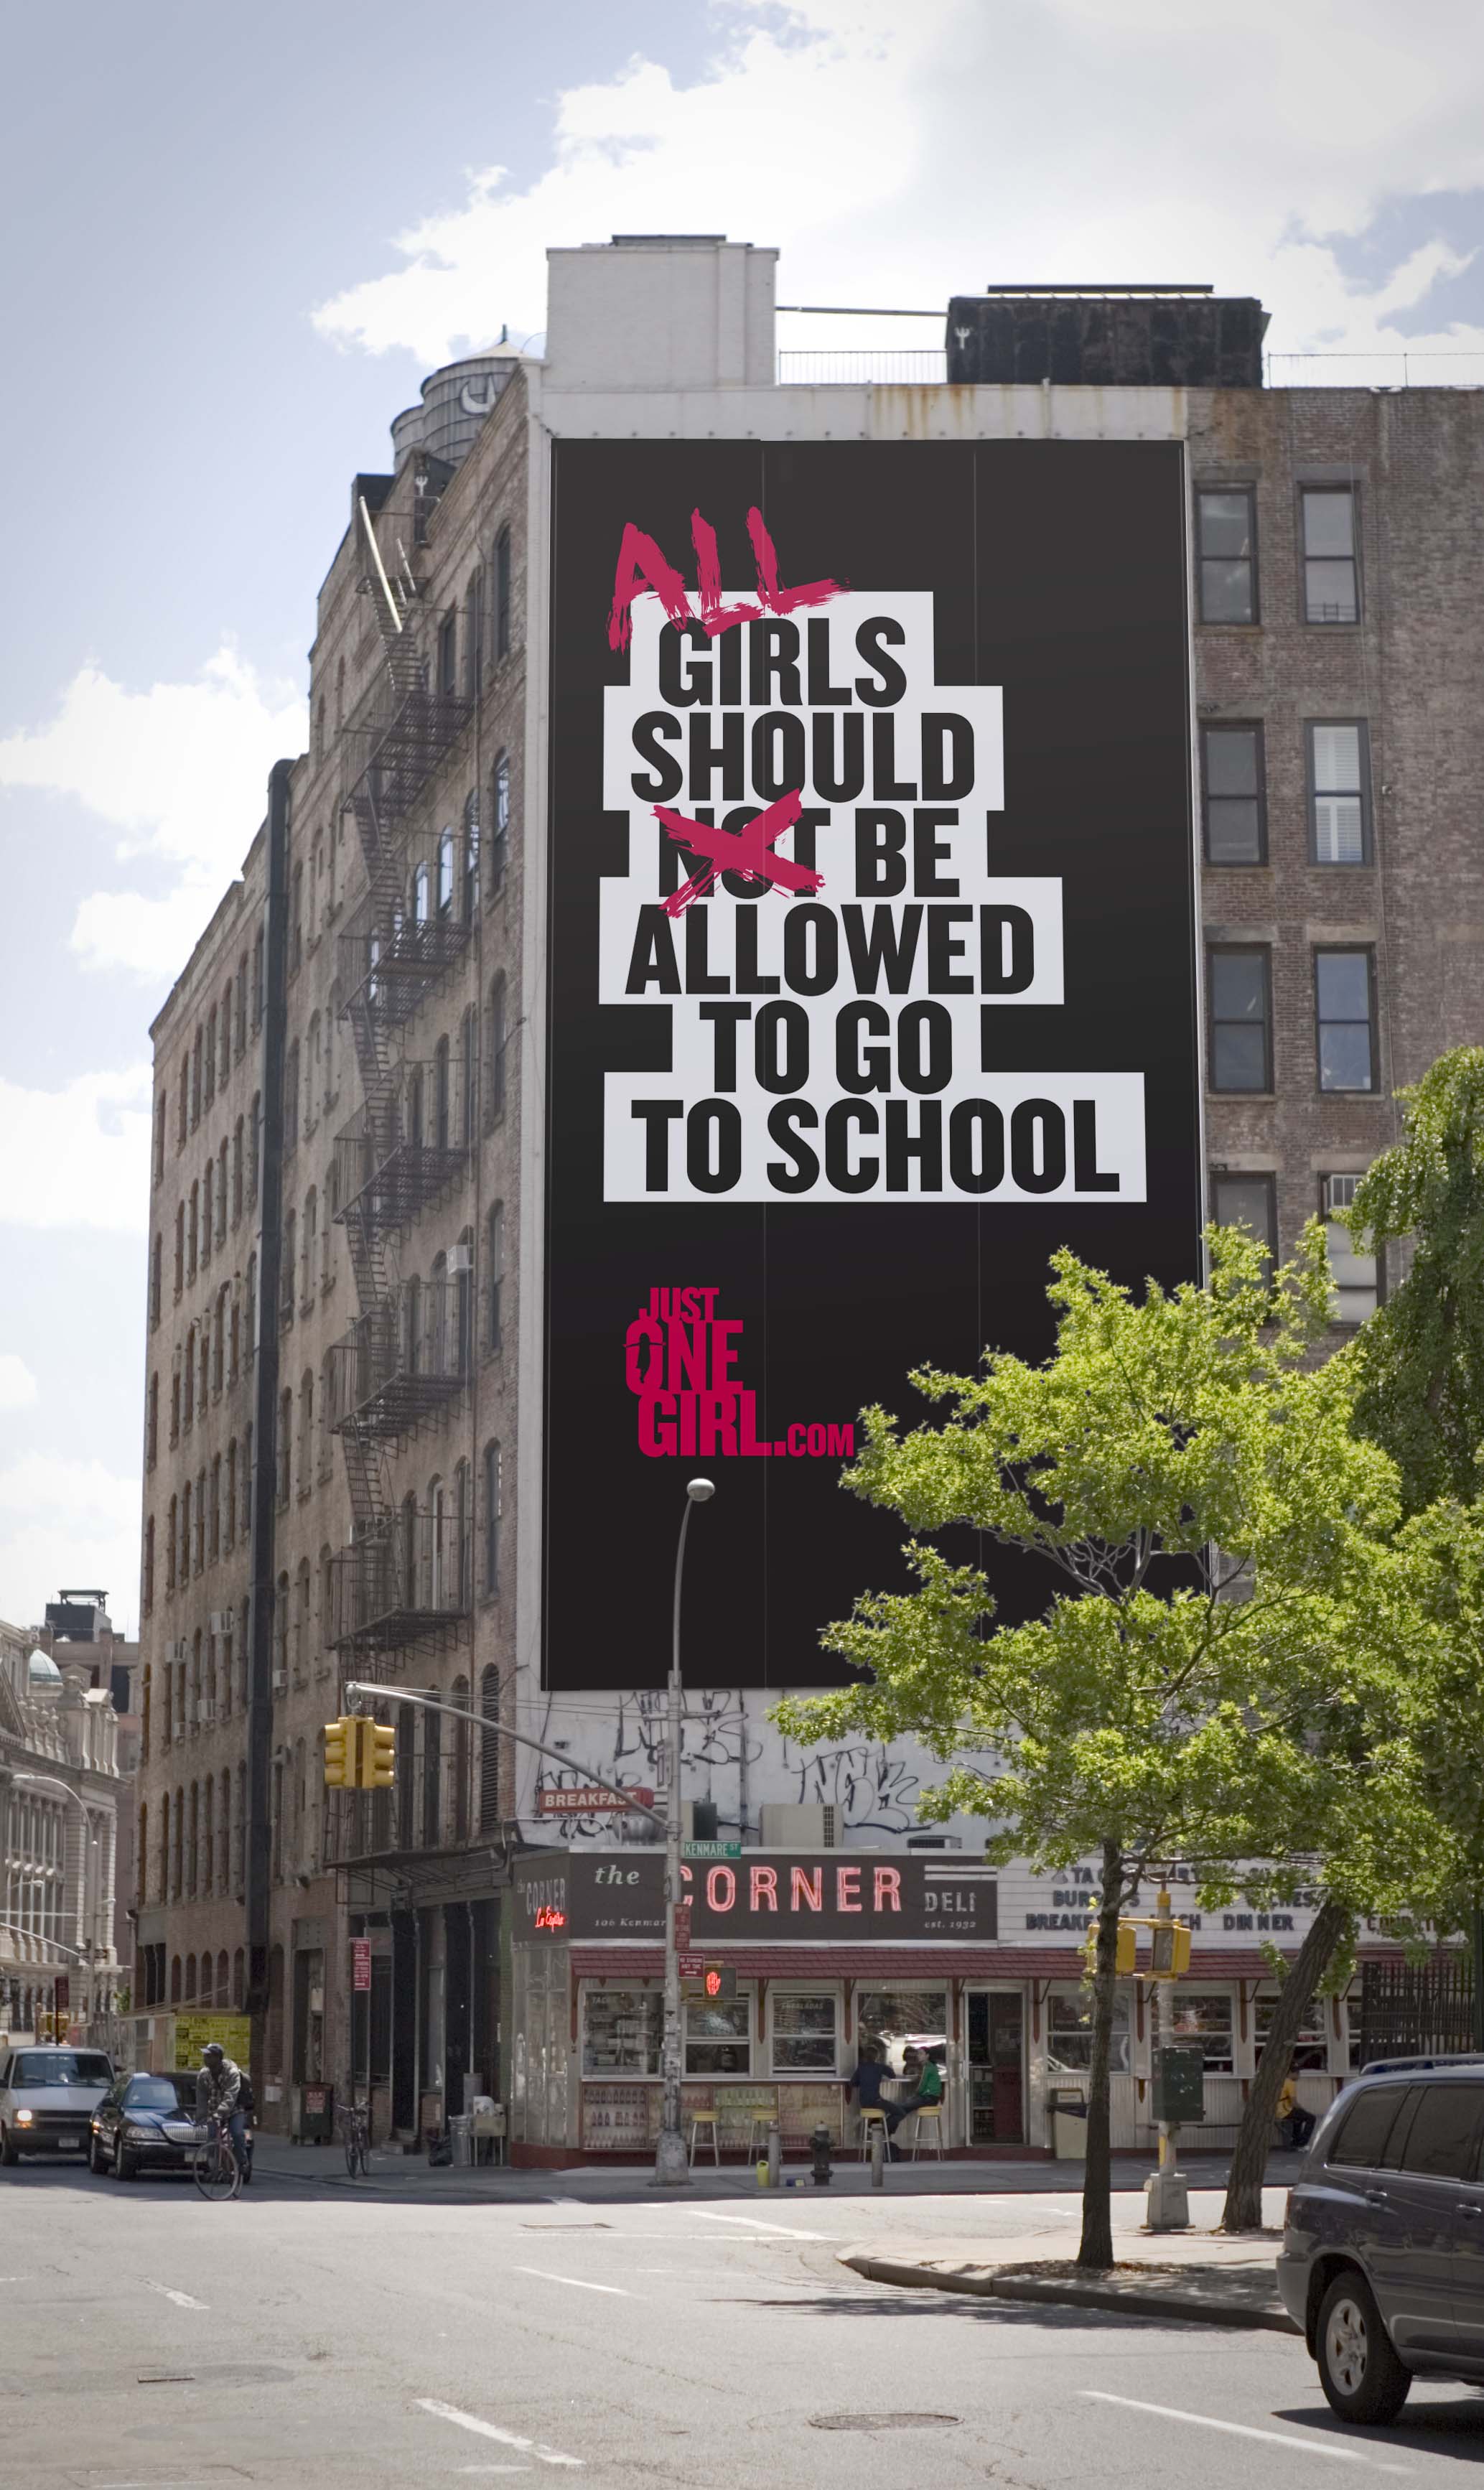 ALL
GIRLS
SHOULD
NOT BE
ALLOWED
TO GO
TO SCHOOL
JUST
ONE
GIRL.COM
BREAKFAST
KENMARE ST
the CORNER DELI
CORNER
106 Kenmare
est. 1932
DINNER